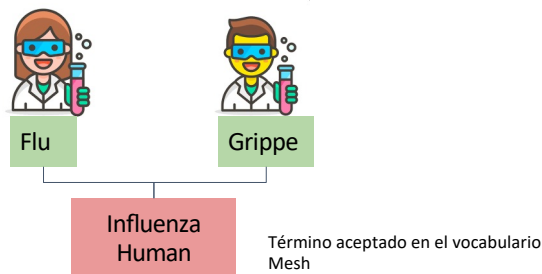 Flu
Grippe
Influenza
Human
Término aceptado en el vocabulario
Mesh